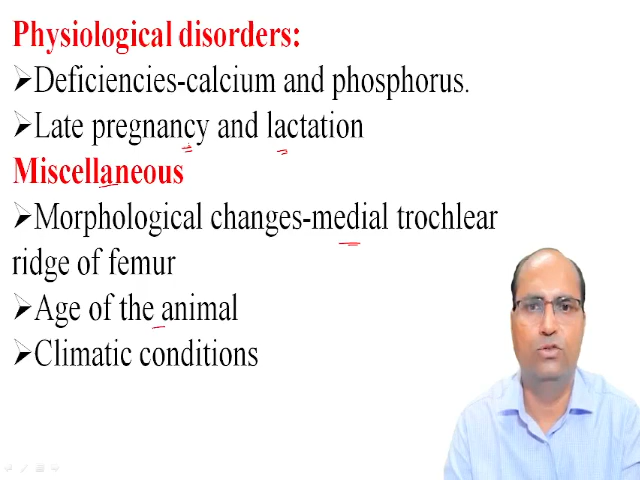 Physiological disorders:
➢Deficiencies-calcium and phosphorus.
➢Late pregnancy and lactation
Miscellaneous
➢Morphological changes-medial trochlear
ridge of femur
➢Age of the animal
➢Climatic conditions